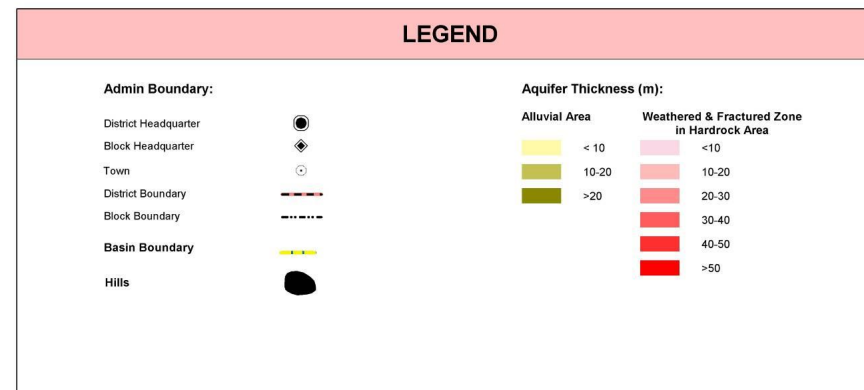 LEGEND
Admin Boundary:
District Headquarter
Block Headquarter
Town
District Boundary
Block Boundary
Basin Boundary
Hills
Aquifer Thickness (m):
Alluvial Area
< 10
10-20
>20
Weathered & Fractured Zone
in Hardrock Area
<10
10-20
20-30
30-40
40-50
>50